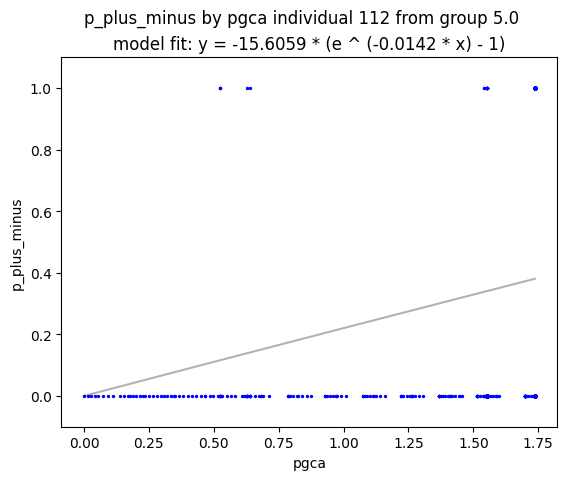 p_plus_minus by pgca individual 112 from group 5.0
model fit: y = -15.6059 * (e ^ (-0.0142 * x) - 1)
1.0
0.8
0.6
0.4
0.2
0.0
p_plus_minus
0.00 0.25 0.50 0.75 1.00 1.25 1.50 1.75
pgca